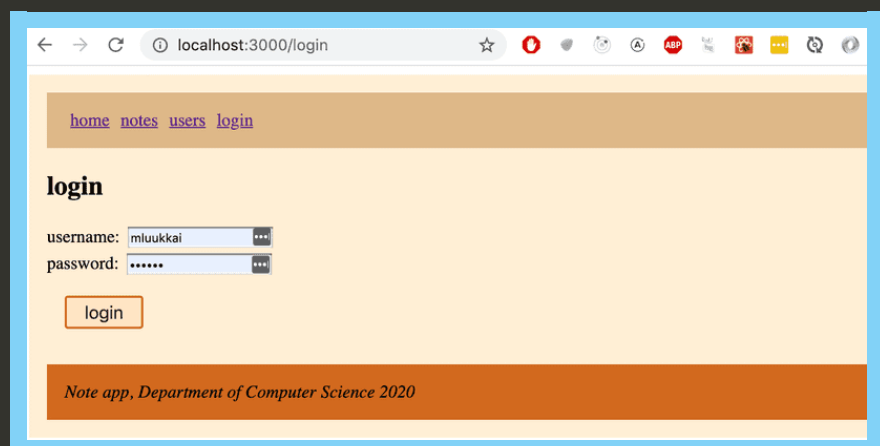 localhost:3000/login
ABP
home notes users login
login
username: mluukkai
password: ••••••
login
Note app, Department of Computer Science 2020